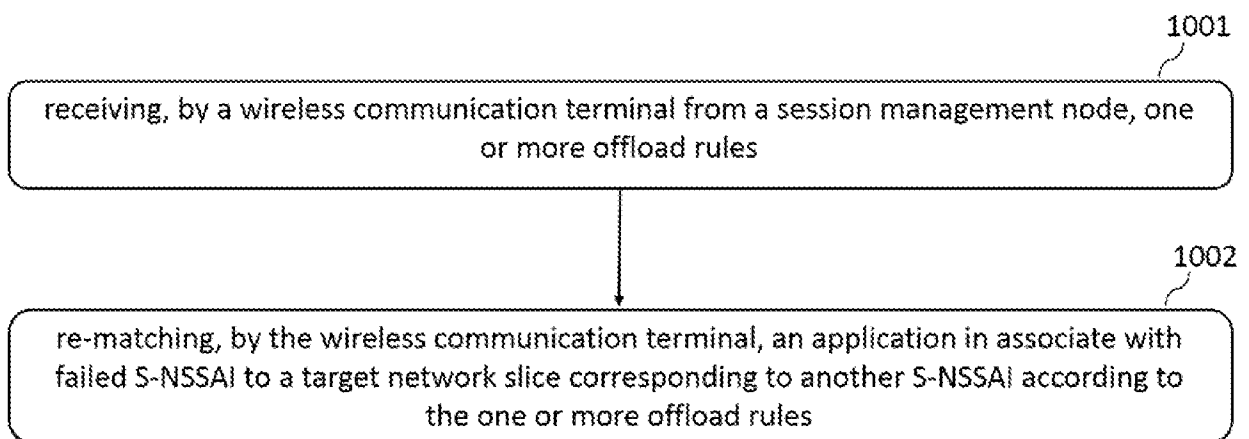 1001
receiving, by a wireless communication terminal from a session management node, one
or more offload rules
1002
re-matching, by the wireless communication terminal, an application in associate with
failed S-NSSAI to a target network slice corresponding to another S-NSSAI according to
the one or more offload rules